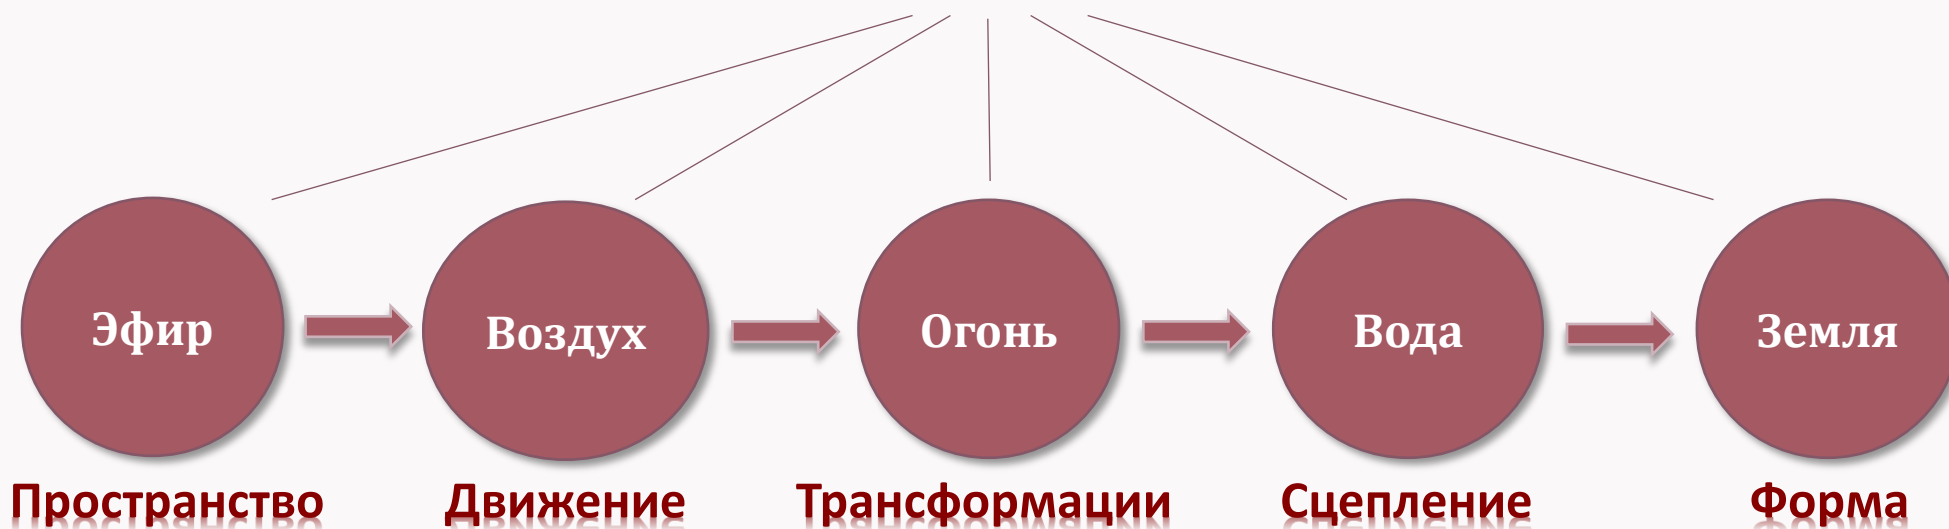 Эфир Воздух Огонь Вода Земля
Пространство Движение Трансформации Сцепление Форма